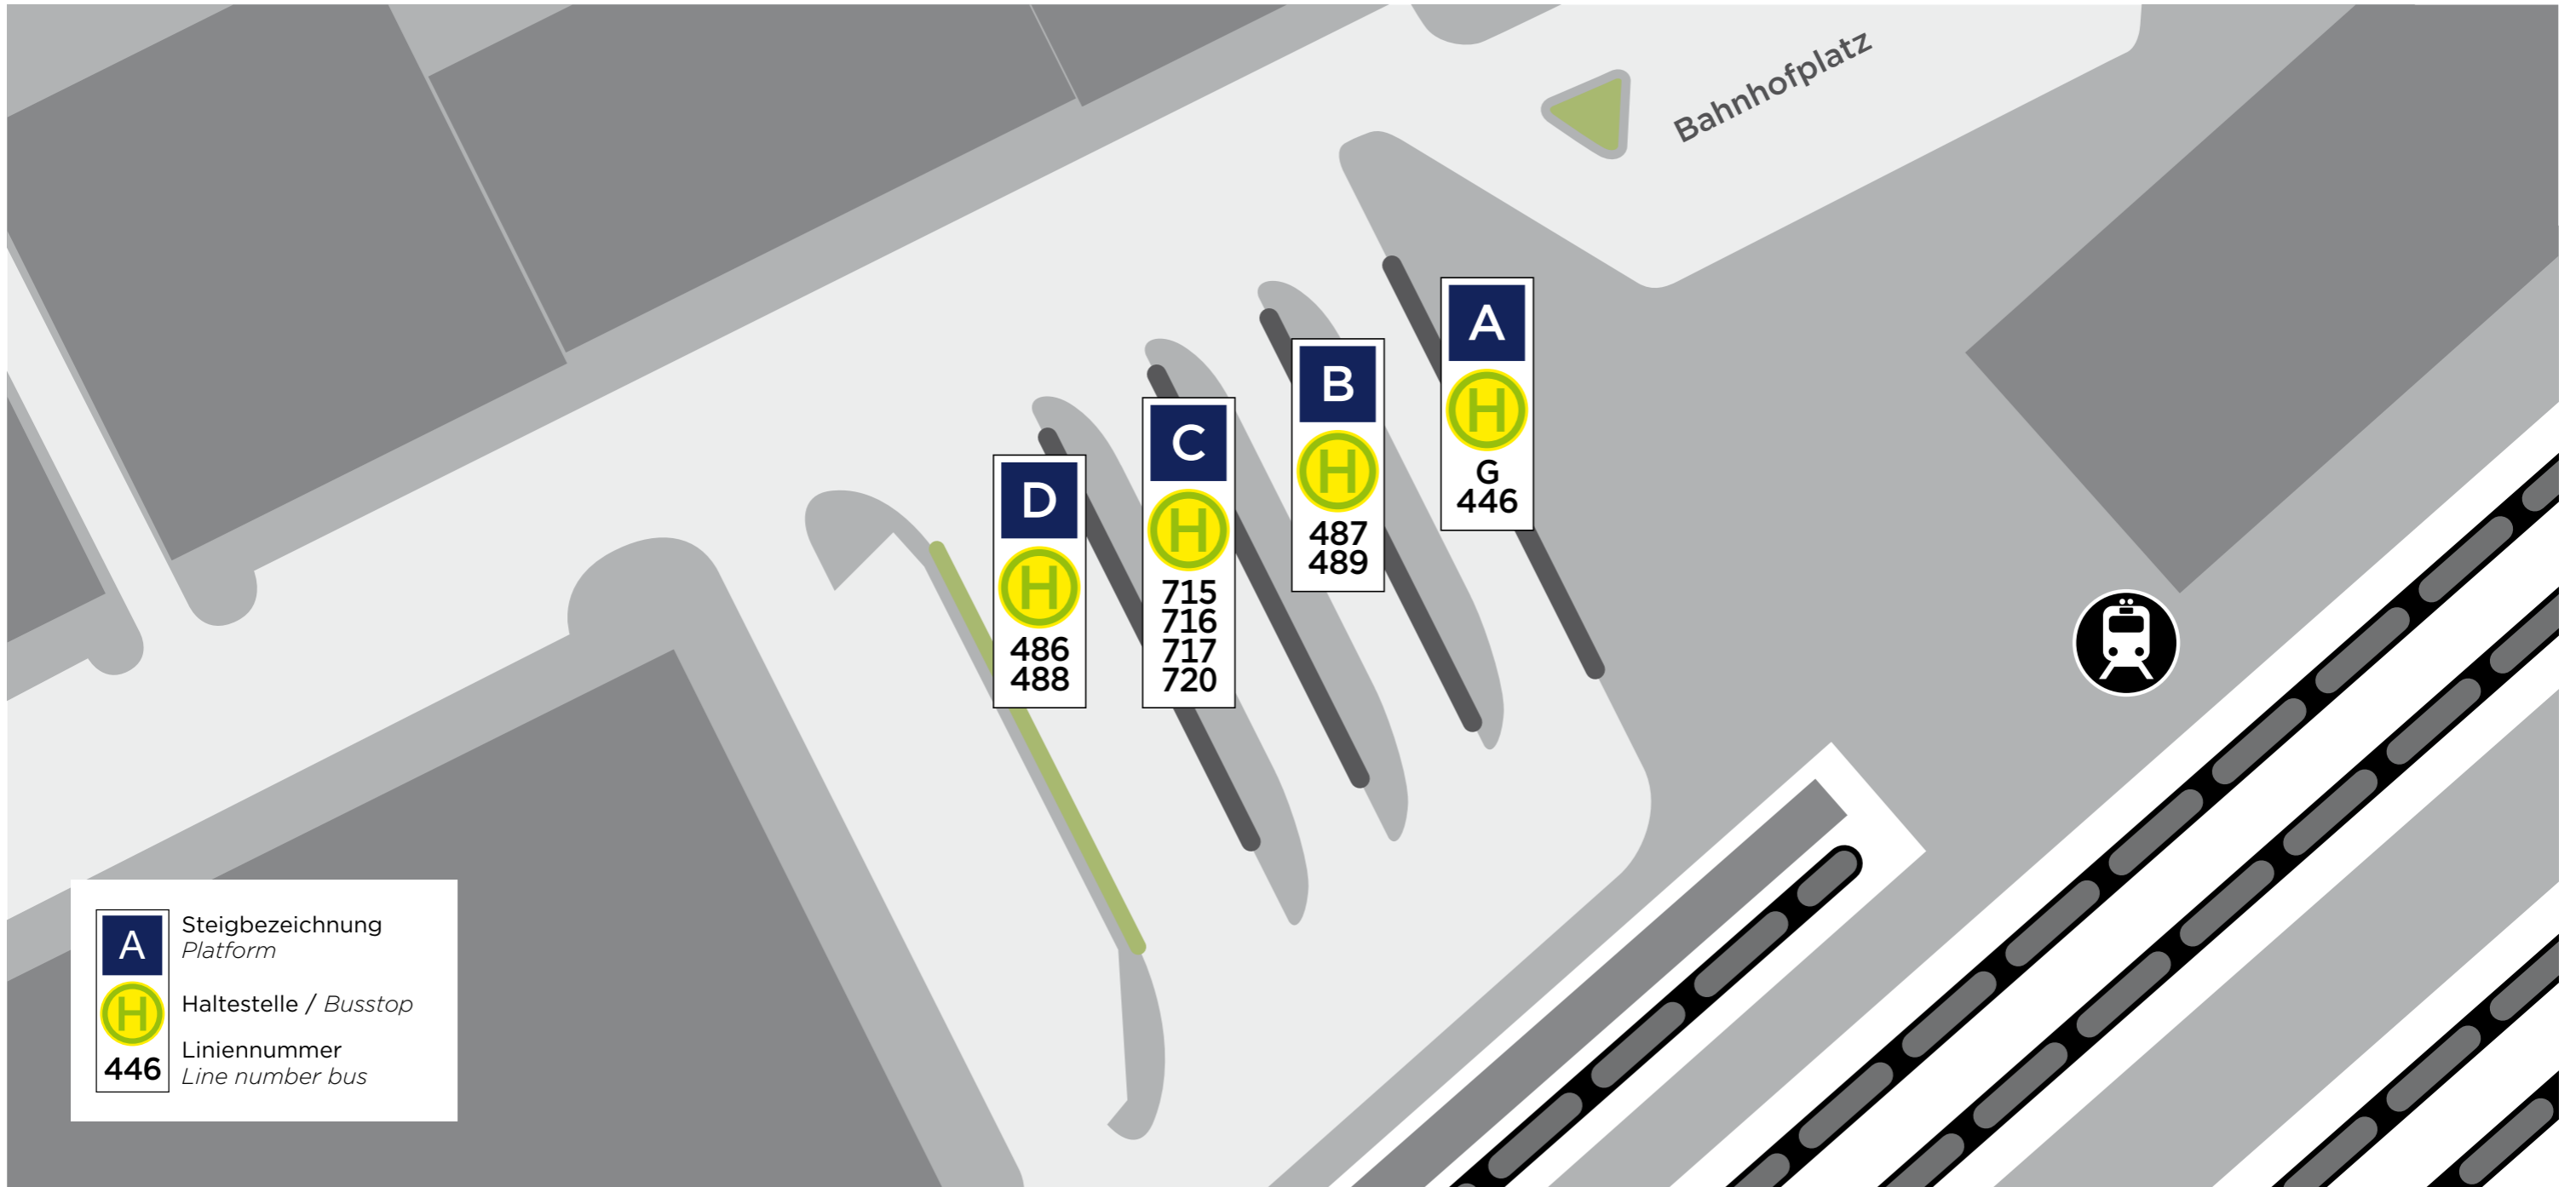 Bahnhofplatz
A
H
G
446
B
H
487
489
C
H
715
716
717
720
D
H
486
488
A
Steigbezeichnung
Platform
H
Haltestelle / Busstop
446
Liniennummer
Line number bus